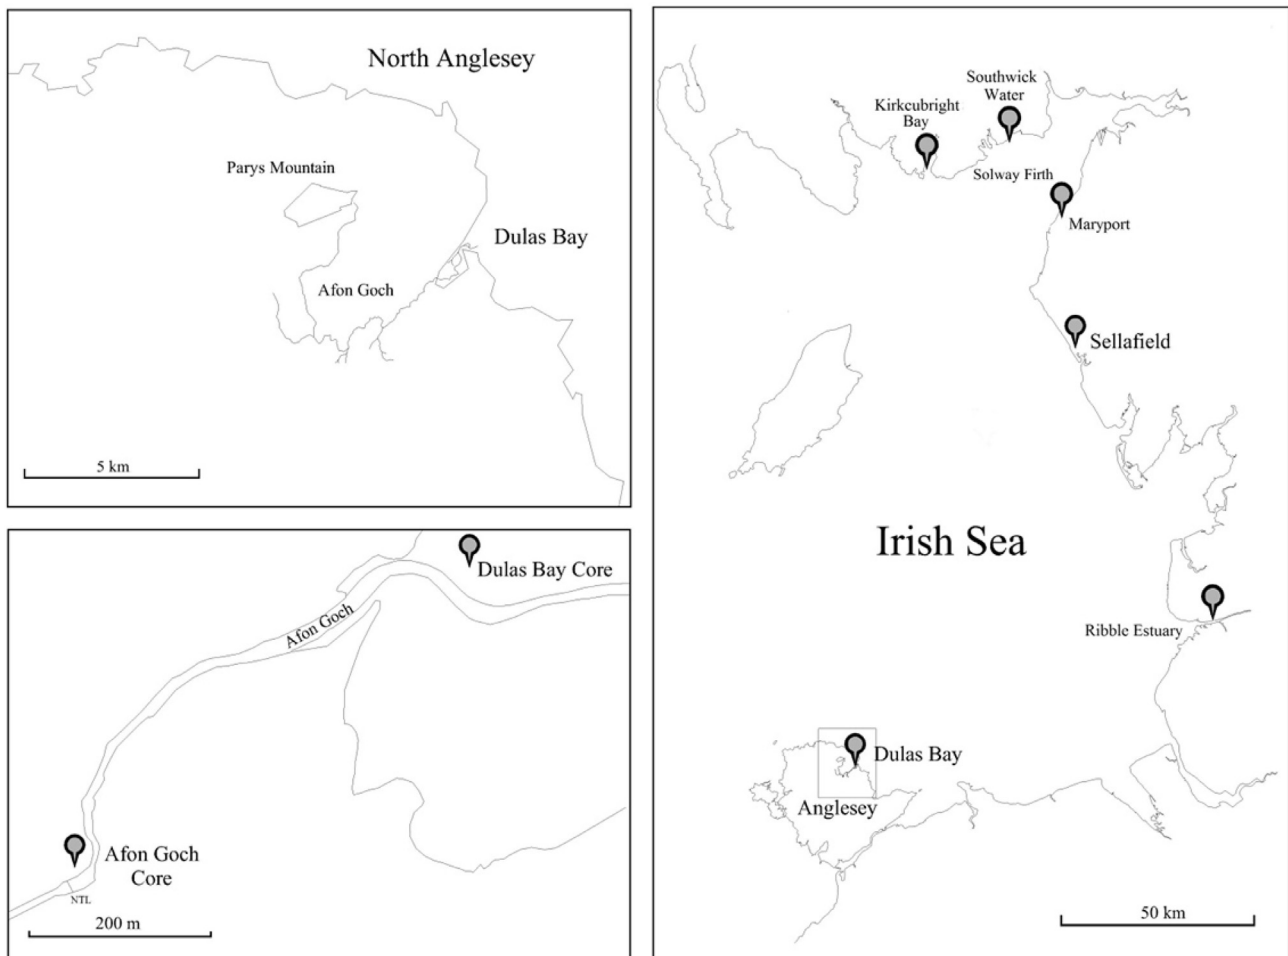 North Anglesey
Parys Mountain
Dulas Bay
Afon Goch
5 km
Dulas Bay Core
Afon Goch
Afon Goch
Core
NTL
200 m
Southwick
Water
Kirkcubright
Bay
Solway Firth
Maryport
Sellafield
Irish Sea
Ribble Estuary
Dulas Bay
Anglesey
50 km